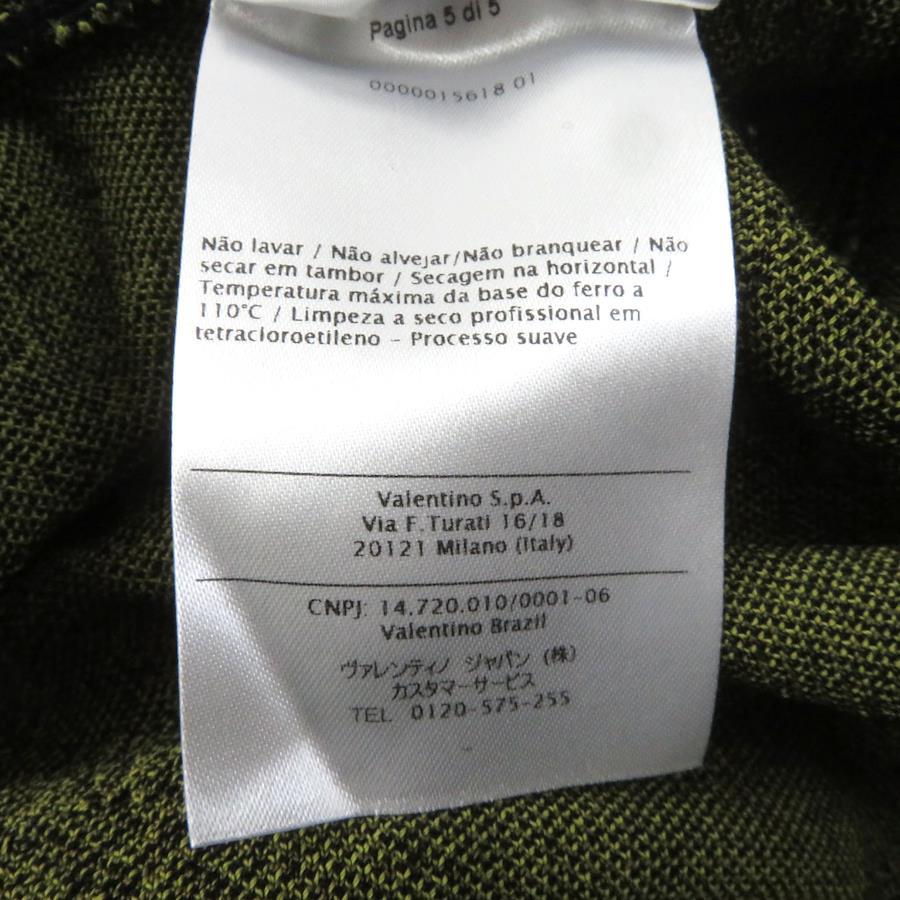 Pagina 5 di 5
0000015618 01
Não lavar / Não alvejar/Não branquear / Não
secar em tambor / Secagem na horizontal /
Temperatura máxima da base do ferro a
110°C / Limpeza a seco profissional em
tetracloroetileno - Processo suave
Valentino S.p.A.
Via F.Turati 16/18
20121 Milano (Italy)
CNPJ: 14.720.010/0001-06
Valentino Brazil
ヴァレンティノ ジャパン (株)
カスタマーサービス
TEL 0120-575-255
-